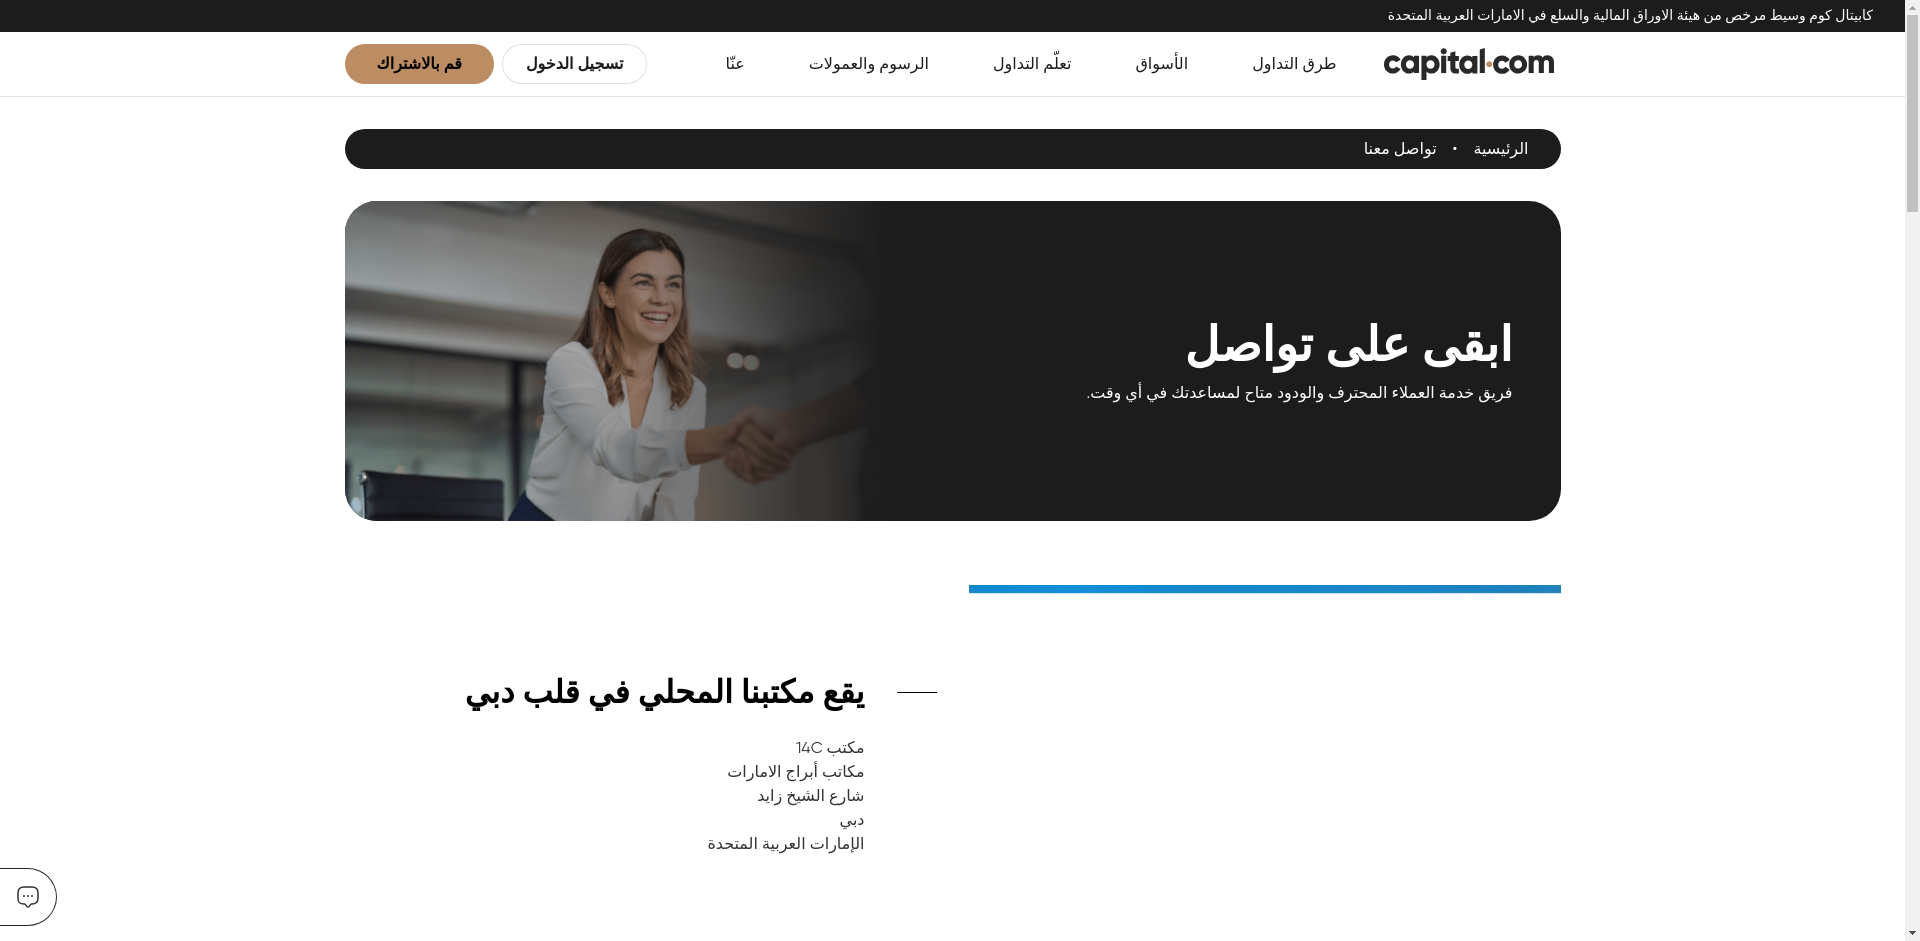 كابيتال كوم وسيط مرخص من هيئة الاوراق المالية والسلع في الامارات العربية المتحدة
capital.com
طرق التداول
الأسواق
تعلّم التداول
الرسوم والعمولات
عنّا
تسجيل الدخول
قم بالاشتراك
الرئيسية • تواصل معنا
ابقى على تواصل
فريق خدمة العملاء المحترف والودود متاح لمساعدتك في أي وقت.
يقع مكتبنا المحلي في قلب دبي
مكتب 14C
مكاتب أبراج الامارات
شارع الشيخ زايد
دبي
الإمارات العربية المتحدة